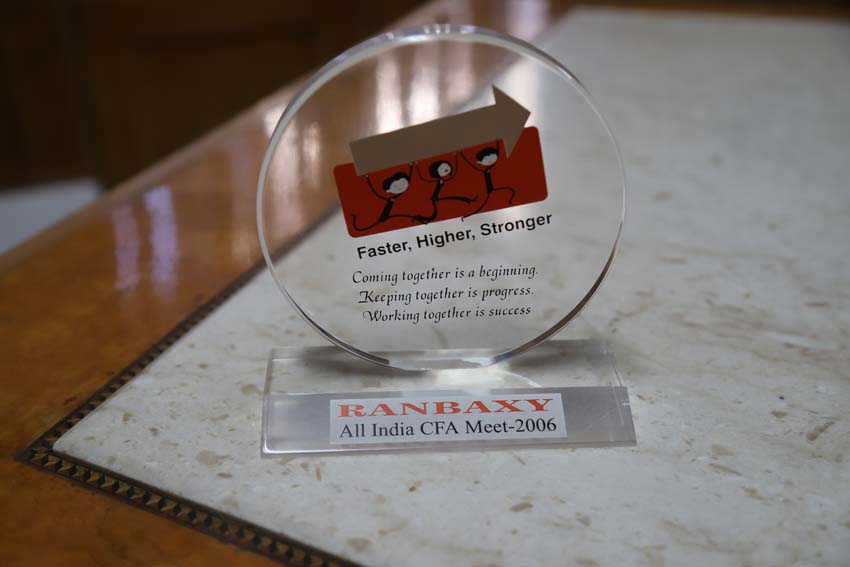 Faster, Higher, Stronger
Coming together is a beginning.
Keeping together is progress.
Working together is success
RANBAXY
All India CFA Meet-2006